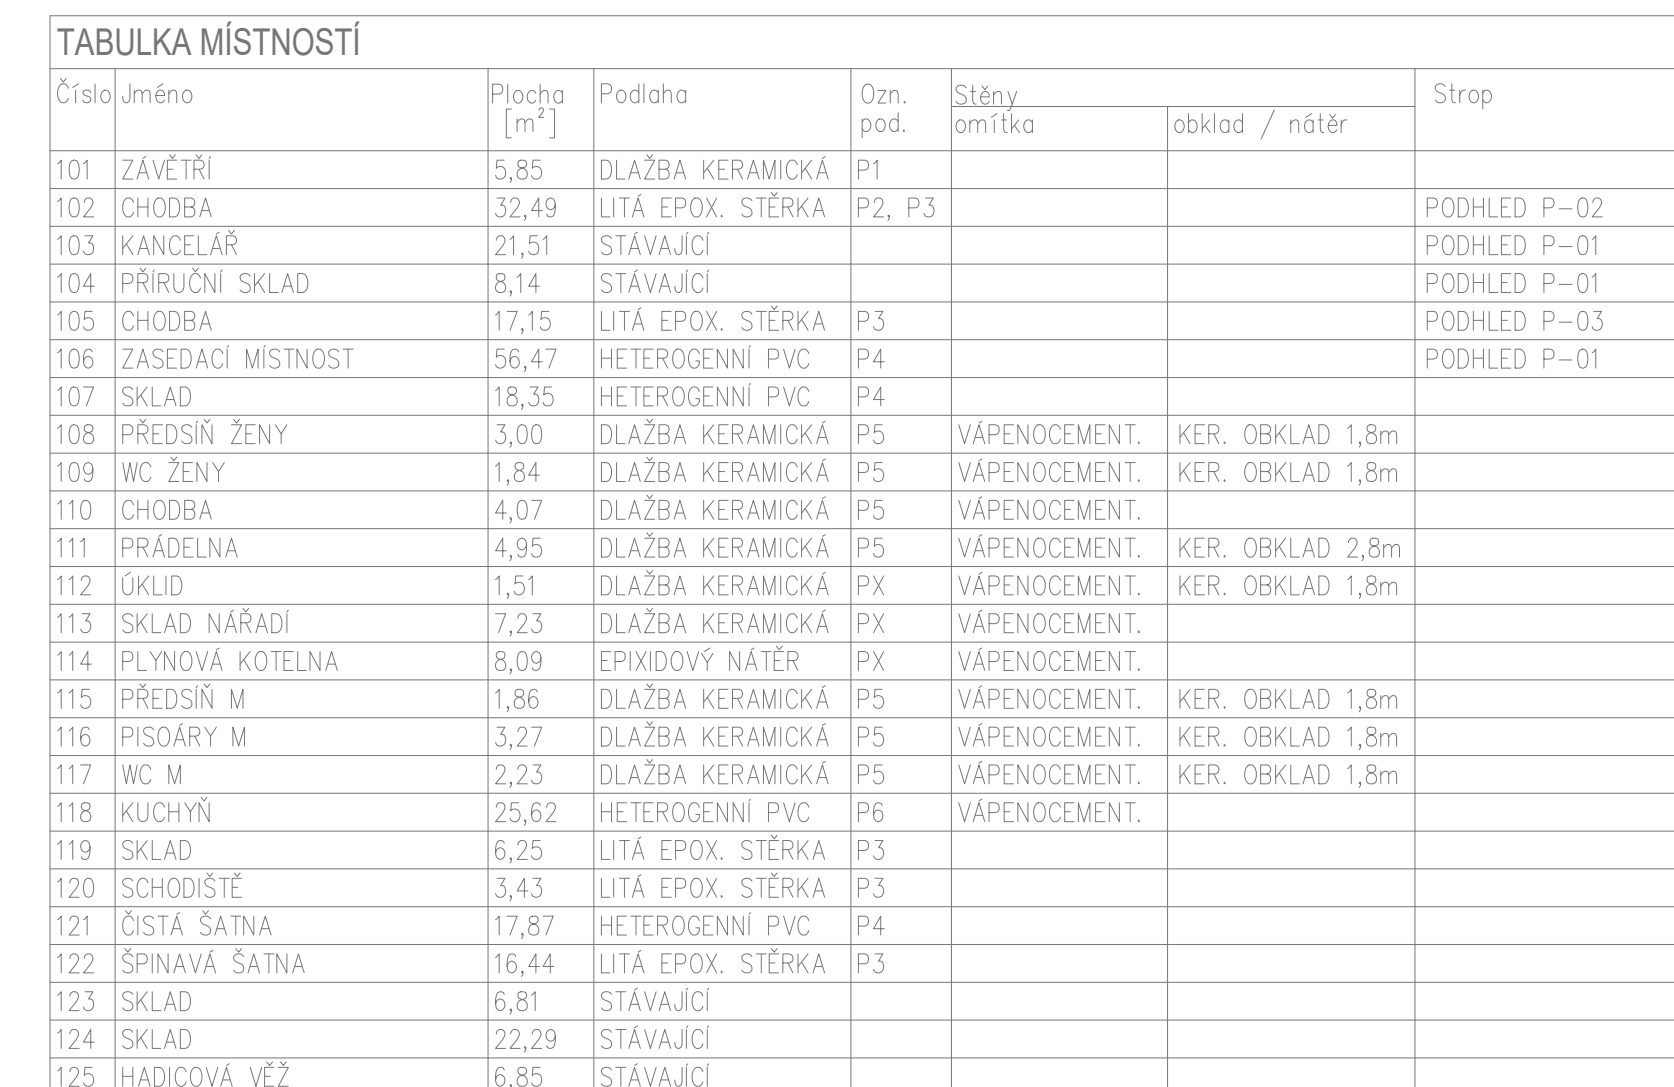 TABULKA MÍSTNOSTÍ
Číslo Jméno Plocha Podlaha Ozn. Stěny Strop
[m²] pod. omítka obklad / nátěr
101 ZÁVĚTŘÍ 5,85 DLAŽBA KERAMICKÁ P1
102 CHODBA 32,49 LITÁ EPOX. STĚRKA P2, P3 PODHLED P-02
103 KANCELÁŘ 21,51 STÁVAJÍCÍ PODHLED P-01
104 PŘÍRUČNÍ SKLAD 8,14 STÁVAJÍCÍ PODHLED P-01
105 CHODBA 17,15 LITÁ EPOX. STĚRKA P3 PODHLED P-03
106 ZASEDACÍ MÍSTNOST 56,47 HETEROGENNÍ PVC P4 PODHLED P-01
107 SKLAD 18,35 HETEROGENNÍ PVC P4
108 PŘEDSÍŇ ŽENY 3,00 DLAŽBA KERAMICKÁ P5 VÁPENOCEMENT. KER. OBKLAD 1,8m
109 WC ŽENY 1,84 DLAŽBA KERAMICKÁ P5 VÁPENOCEMENT. KER. OBKLAD 1,8m
110 CHODBA 4,07 DLAŽBA KERAMICKÁ P5 VÁPENOCEMENT.
111 PRÁDELNA 4,95 DLAŽBA KERAMICKÁ P5 VÁPENOCEMENT. KER. OBKLAD 2,8m
112 ÚKLID 1,51 DLAŽBA KERAMICKÁ PX VÁPENOCEMENT. KER. OBKLAD 1,8m
113 SKLAD NÁŘADÍ 7,23 DLAŽBA KERAMICKÁ PX VÁPENOCEMENT.
114 PLYNOVÁ KOTELNA 8,09 EPIXIDOVÝ NÁTĚR PX VÁPENOCEMENT.
115 PŘEDSÍŇ M 1,86 DLAŽBA KERAMICKÁ P5 VÁPENOCEMENT. KER. OBKLAD 1,8m
116 PISOÁRY M 3,27 DLAŽBA KERAMICKÁ P5 VÁPENOCEMENT. KER. OBKLAD 1,8m
117 WC M 2,23 DLAŽBA KERAMICKÁ P5 VÁPENOCEMENT. KER. OBKLAD 1,8m
118 KUCHYŇ 25,62 HETEROGENNÍ PVC P6 VÁPENOCEMENT.
119 SKLAD 6,25 LITÁ EPOX. STĚRKA P3
120 SCHODIŠTĚ 3,43 LITÁ EPOX. STĚRKA P3
121 ČISTÁ ŠATNA 17,87 HETEROGENNÍ PVC P4
122 ŠPINAVÁ ŠATNA 16,44 LITÁ EPOX. STĚRKA P3
123 SKLAD 6,81 STÁVAJÍCÍ
124 SKLAD 22,29 STÁVAJÍCÍ
125 HADICOVÁ VĚŽ 6,85 STÁVAJÍCÍ